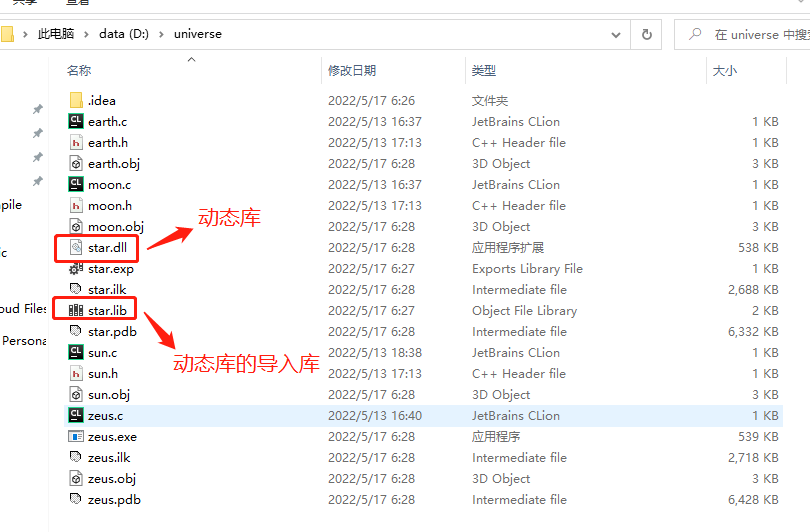 共享 查看
此电脑 › data (D:) › universe
在 universe 中搜
名称 修改日期 类型 大小
.idea 2022/5/17 6:26 文件夹
earth.c 2022/5/13 16:37 JetBrains CLion 1 KB
earth.h 2022/5/13 17:13 C++ Header file 1 KB
earth.obj 2022/5/17 6:28 3D Object 3 KB
moon.c 2022/5/13 16:37 JetBrains CLion 1 KB
moon.h 2022/5/13 17:13 C++ Header file 1 KB
moon.obj 2022/5/17 6:28 3D Object 3 KB
动态库
star.dll 2022/5/17 6:28 应用程序扩展 538 KB
star.exp 2022/5/17 6:27 Exports Library File 1 KB
star.ilk 2022/5/17 6:28 Intermediate file 2,688 KB
star.lib 2022/5/17 6:27 Object File Library 2 KB
star.pdb 2022/5/17 6:28 Intermediate file 6,332 KB
sun.c 2022/5/13 18:38 JetBrains CLion 1 KB
动态库的导入库
sun.h 2022/5/13 17:13 C++ Header file 1 KB
sun.obj 2022/5/17 6:28 3D Object 3 KB
zeus.c 2022/5/13 16:40 JetBrains CLion 1 KB
zeus.exe 2022/5/17 6:28 应用程序 539 KB
zeus.ilk 2022/5/17 6:28 Intermediate file 2,718 KB
zeus.obj 2022/5/17 6:28 3D Object 3 KB
zeus.pdb 2022/5/17 6:28 Intermediate file 6,428 KB
pile
c
oud Files
Persona